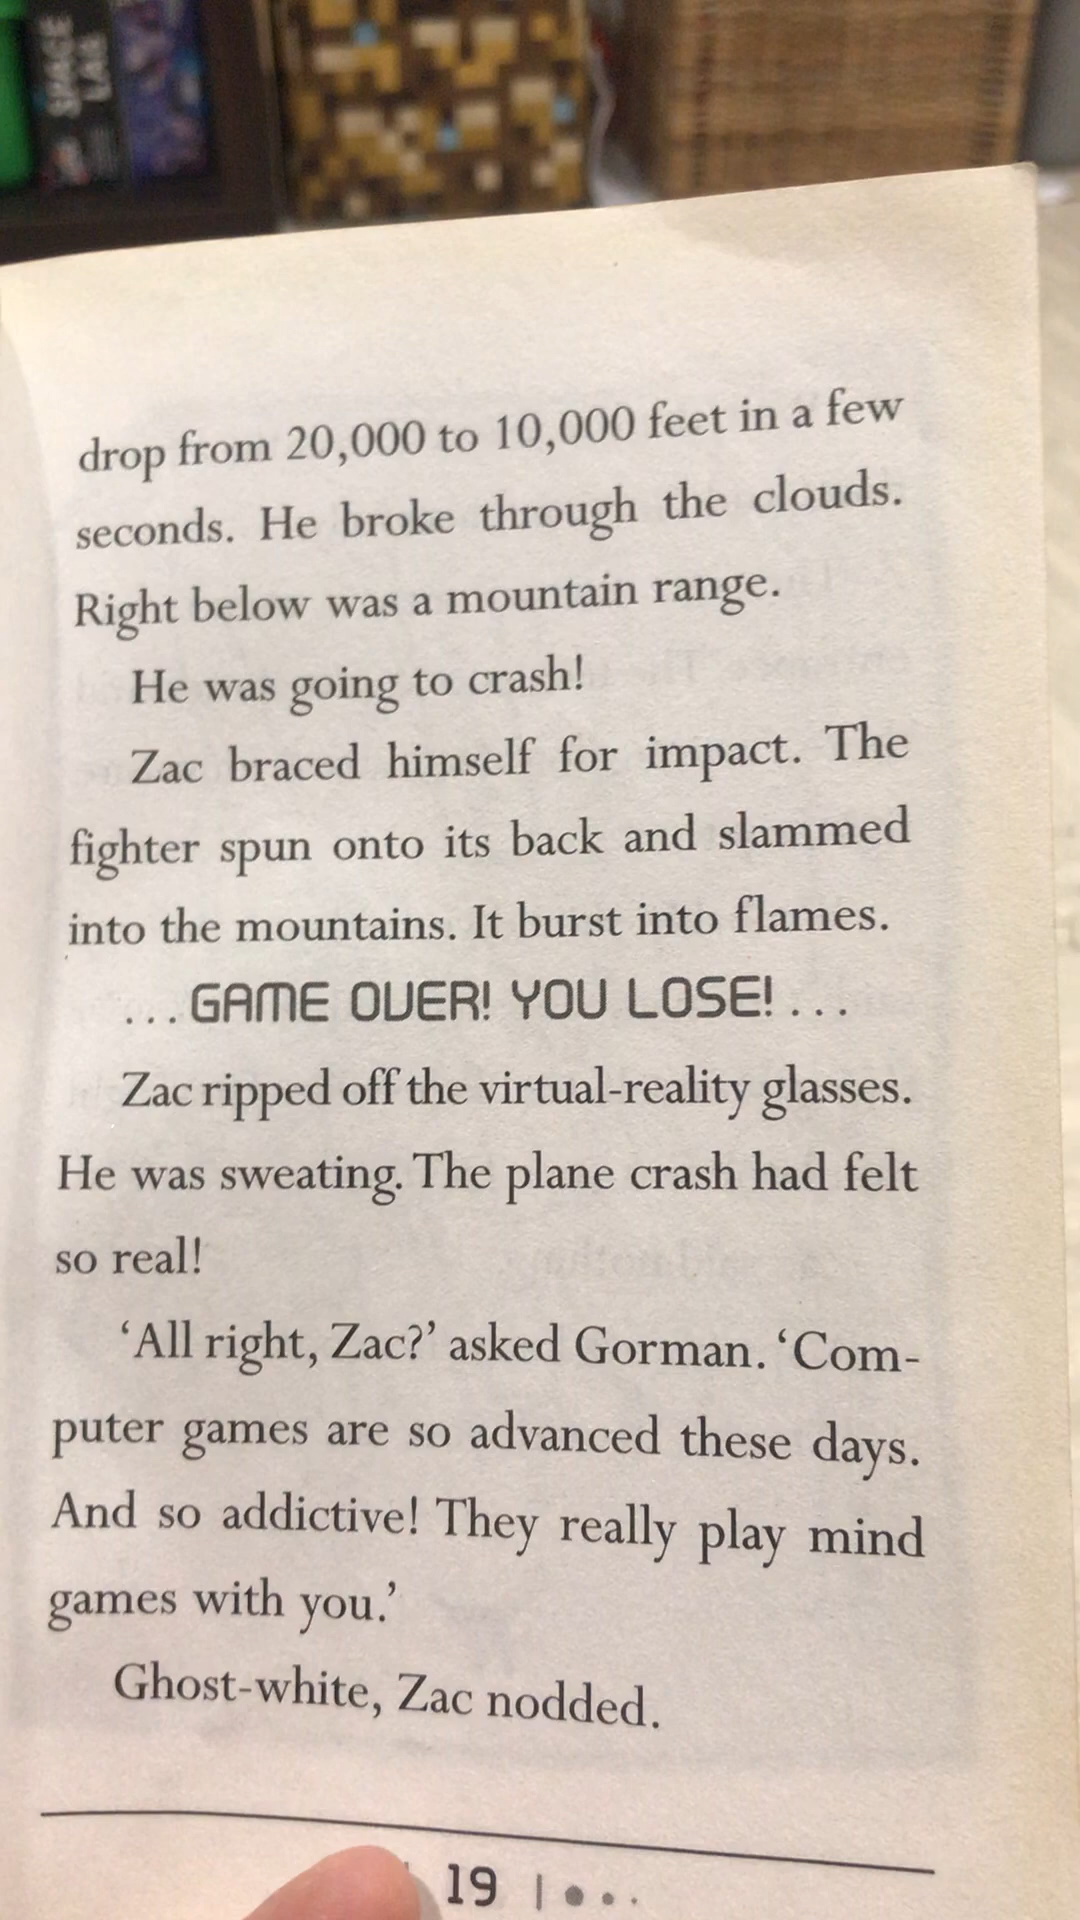 SPACE
LAB
drop from 20,000 to 10,000 feet in a few
seconds. He broke through the clouds.
Right below was a mountain range.
He was going to crash!
Zac braced himself for impact. The
fighter spun onto its back and slammed
into the mountains. It burst into flames.
...GAME OVER! YOU LOSE!...
Zac ripped off the virtual-reality glasses.
He was sweating. The plane crash had felt
so real!
‘All right, Zac?’ asked Gorman. ‘Com-
puter games are so advanced these days.
And so addictive! They really play mind
games with you.’
Ghost-white, Zac nodded.
19